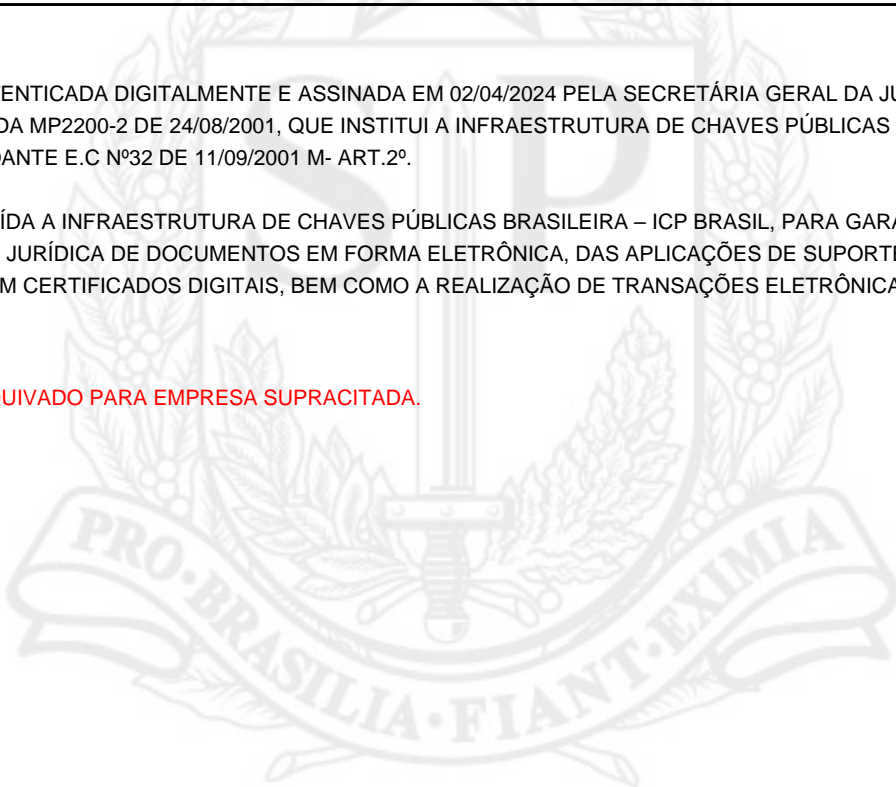 ENTICADA DIGITALMENTE E ASSINADA EM 02/04/2024 PELA SECRETÁRIA GERAL DA JU
DA MP2200-2 DE 24/08/2001, QUE INSTITUI A INFRAESTRUTURA DE CHAVES PÚBLICAS
DANTE E.C Nº32 DE 11/09/2001 M- ART.2º.
ÍDA A INFRAESTRUTURA DE CHAVES PÚBLICAS BRASILEIRA – ICP BRASIL, PARA GARA
JURÍDICA DE DOCUMENTOS EM FORMA ELETRÔNICA, DAS APLICAÇÕES DE SUPORTE
M CERTIFICADOS DIGITAIS, BEM COMO A REALIZAÇÃO DE TRANSAÇÕES ELETRÔNICA
UIVADO PARA EMPRESA SUPRACITADA.
SP
PRO·BRASILIA·FIANT·EXIMIA